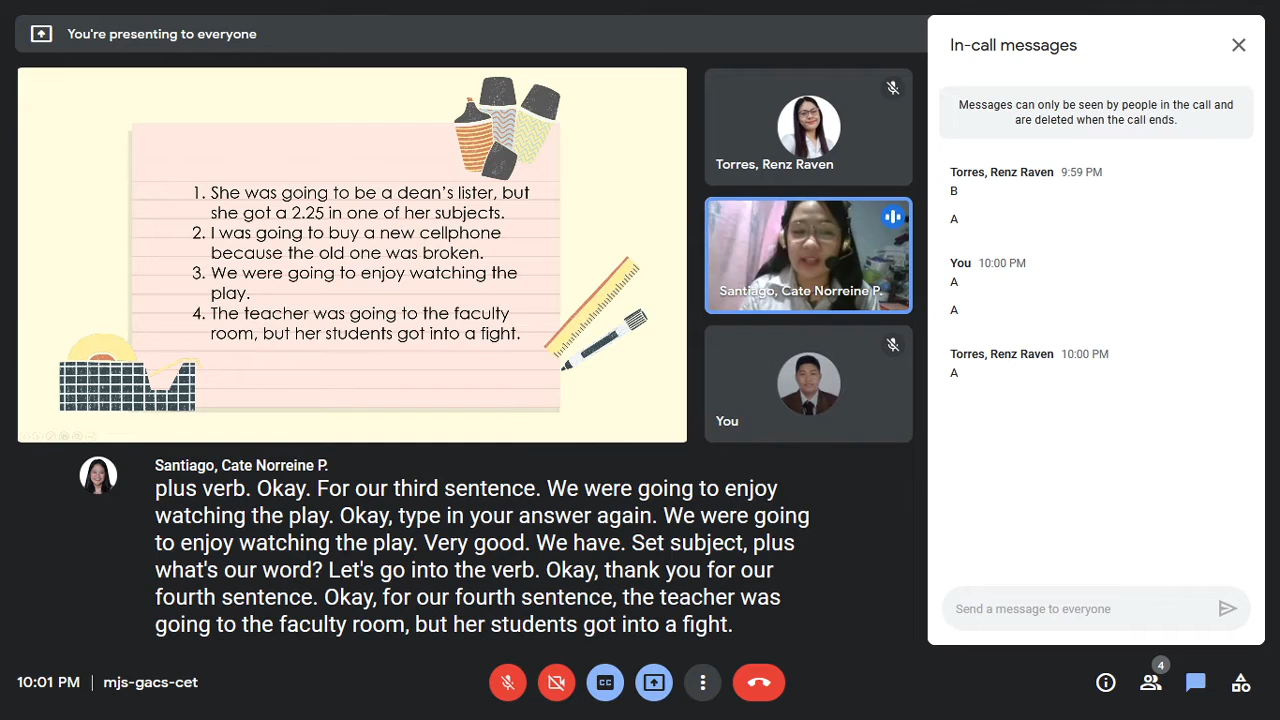 You're presenting to everyone
1. She was going to be a dean's lister, but
she got a 2.25 in one of her subjects.
2. I was going to buy a new cellphone
because the old one was broken.
3. We were going to enjoy watching the
play.
4. The teacher was going to the faculty
room, but her students got into a fight.
Torres, Renz Raven
Santiago, Cate Norreine P.
You
Santiago, Cate Norreine P.
plus verb. Okay. For our third sentence. We were going to enjoy
watching the play. Okay, type in your answer again. We were going
to enjoy watching the play. Very good. We have. Set subject, plus
what's our word? Let's go into the verb. Okay, thank you for our
fourth sentence. Okay, for our fourth sentence, the teacher was
going to the faculty room, but her students got into a fight.
In-call messages
Messages can only be seen by people in the call and
are deleted when the call ends.
Torres, Renz Raven 9:59 PM
B
A
You 10:00 PM
A
A
Torres, Renz Raven 10:00 PM
A
Send a message to everyone
10:01 PM | mjs-gacs-cet
CC
4